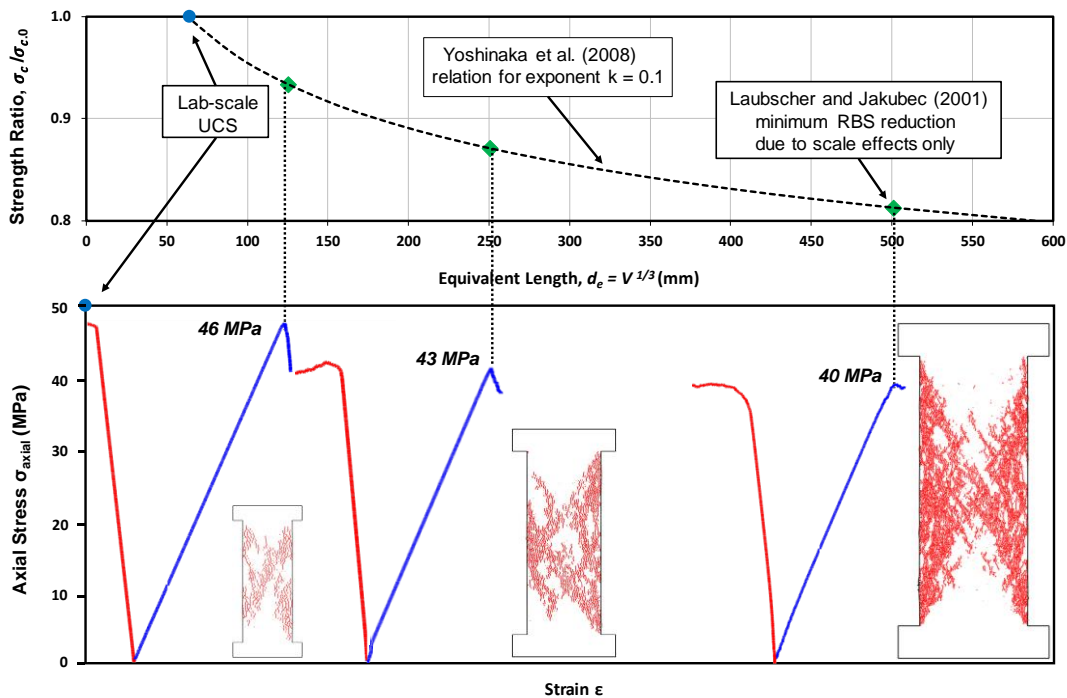 Strength Ratio, σc /σc.0
1.0
0.9
0.8
Lab-scale
UCS
Yoshinaka et al. (2008)
relation for exponent k = 0.1
Laubscher and Jakubec (2001)
minimum RBS reduction
due to scale effects only
0 50 100 150 200 250 300 350 400 450 500 550 600
Equivalent Length, de = V 1/3 (mm)
Axial Stress σaxial (MPa)
50
40
30
20
10
0
46 MPa
43 MPa
40 MPa
Strain ε